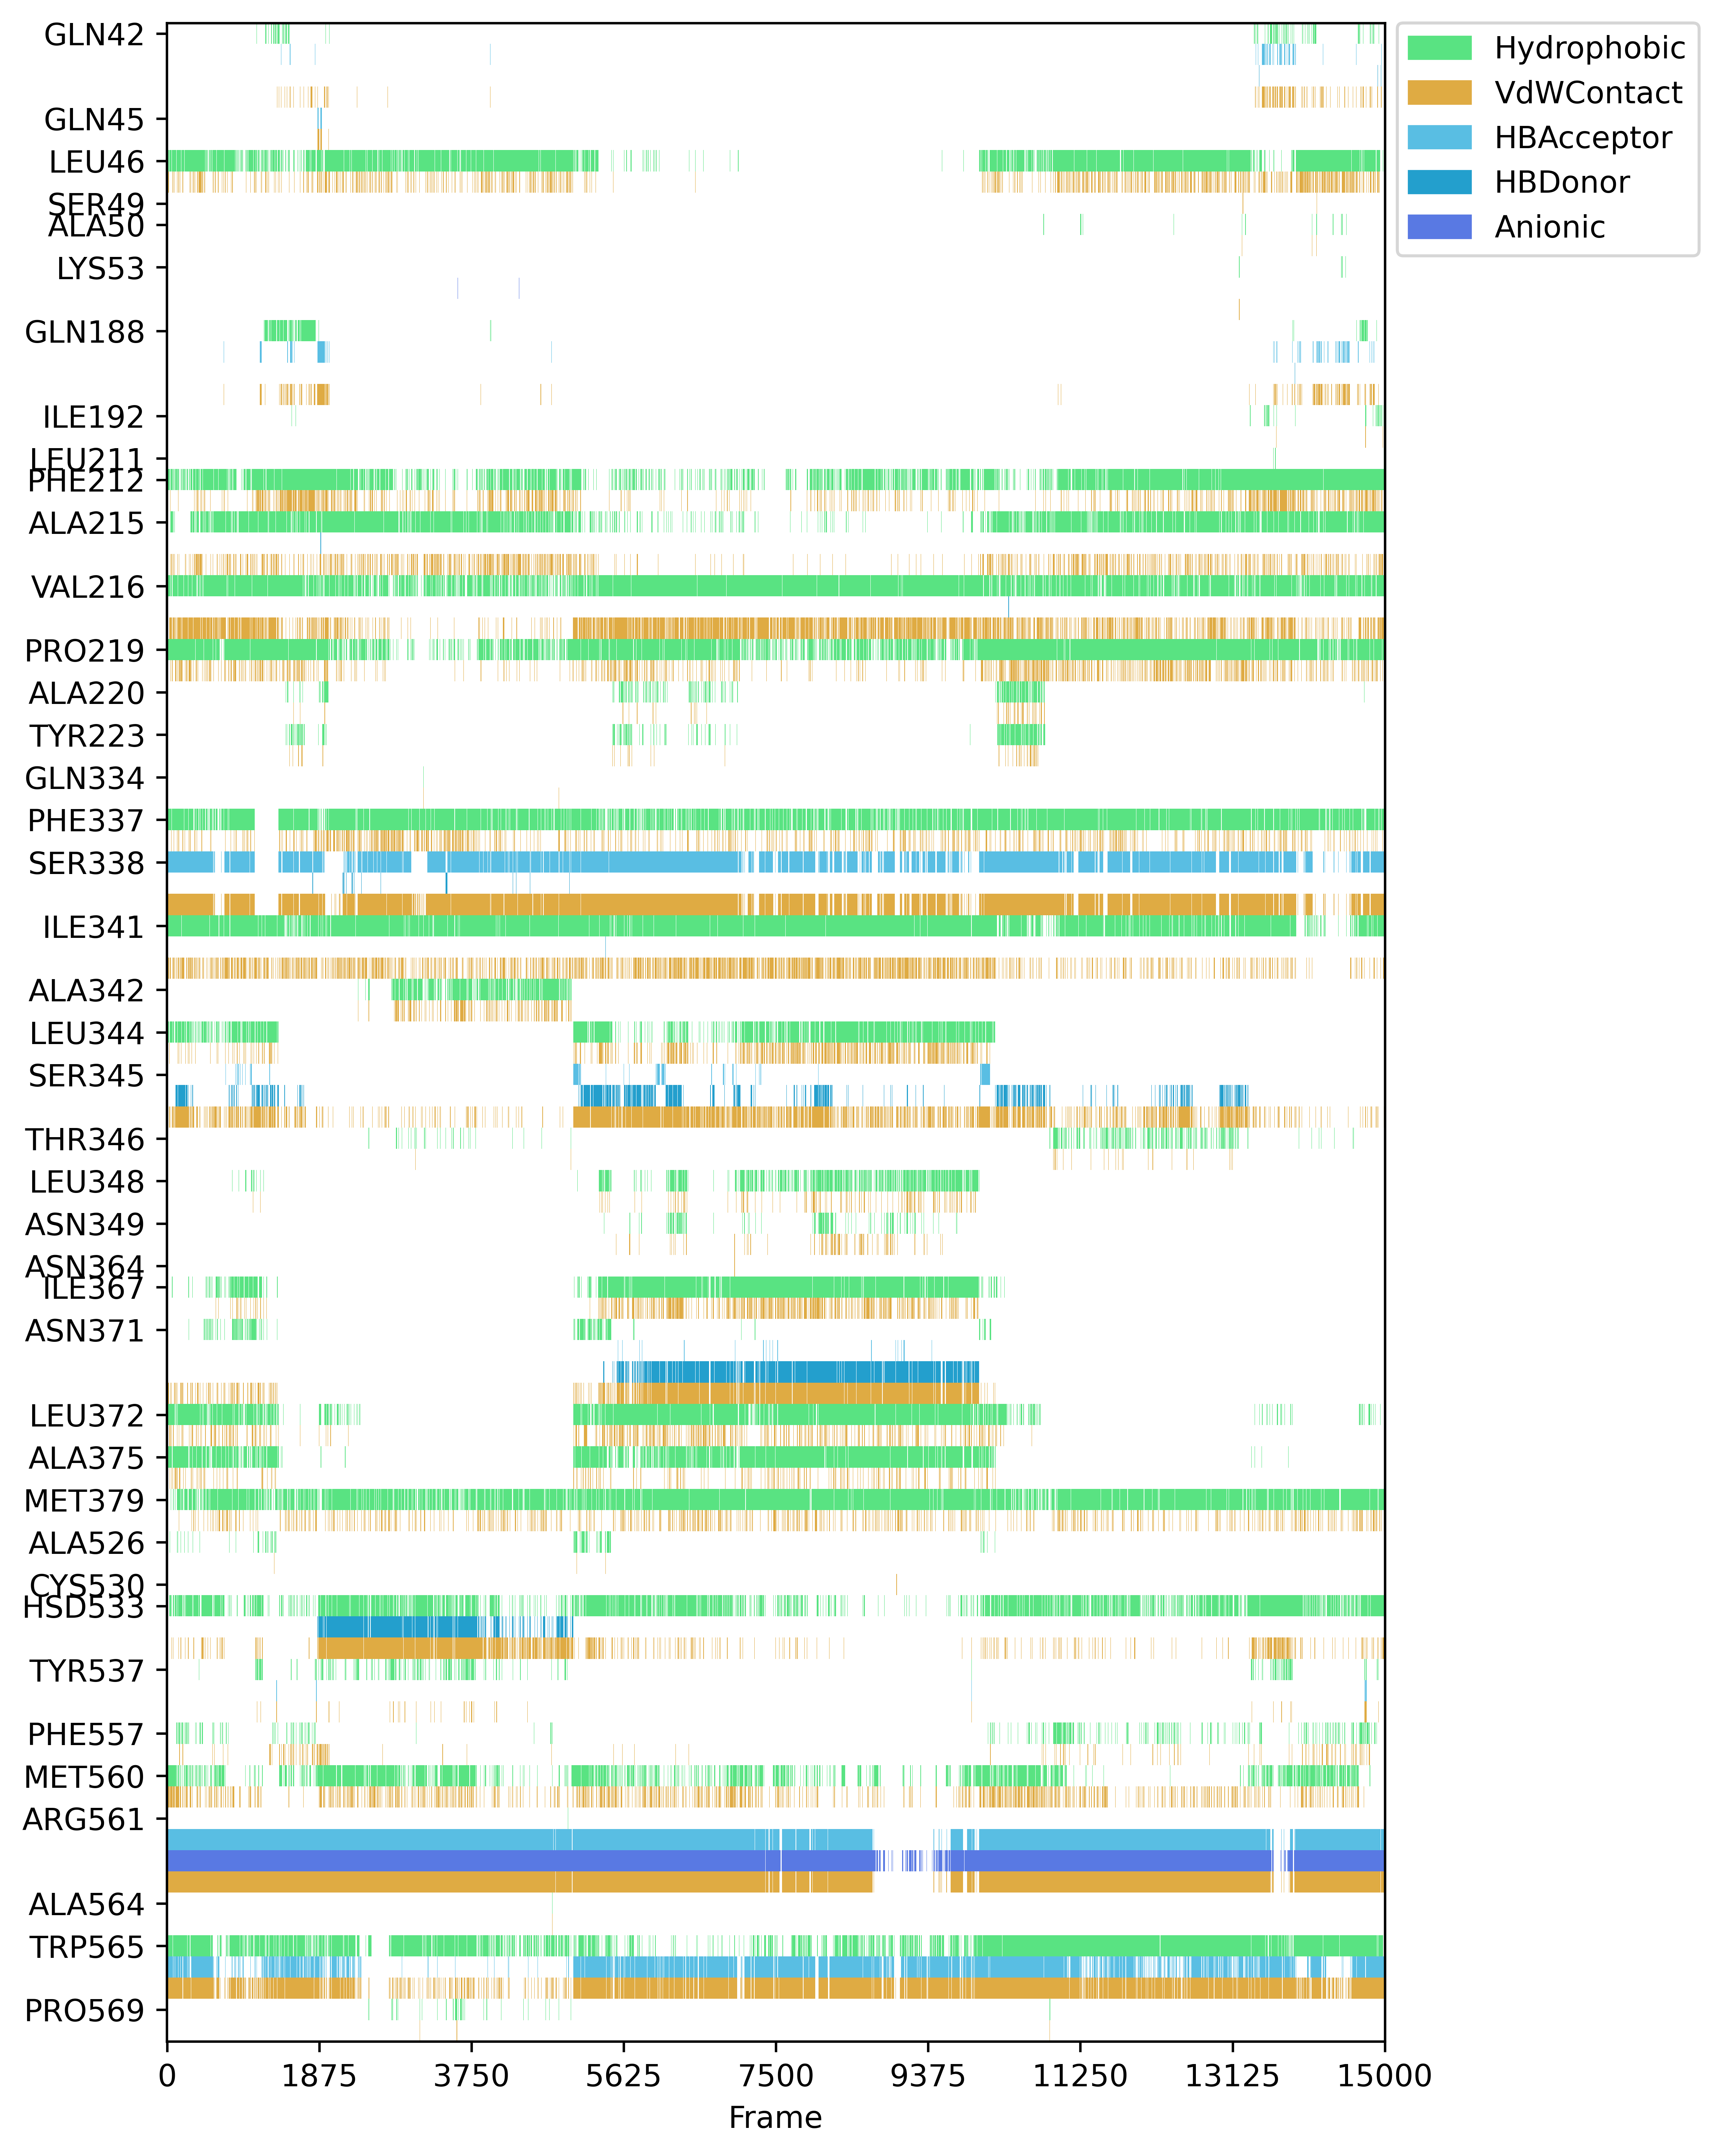 GLN42
GLN45
LEU46
SER49
ALA50
LYS53
GLN188
ILE192
LEU211
PHE212
ALA215
VAL216
PRO219
ALA220
TYR223
GLN334
PHE337
SER338
ILE341
ALA342
LEU344
SER345
THR346
LEU348
ASN349
ASN364
ILE367
ASN371
LEU372
ALA375
MET379
ALA526
CYS530
HSD533
TYR537
PHE557
MET560
ARG561
ALA564
TRP565
PRO569
0 1875 3750 5625 7500 9375 11250 13125 15000
Frame
Hydrophobic
VdWContact
HBAcceptor
HBDonor
Anionic